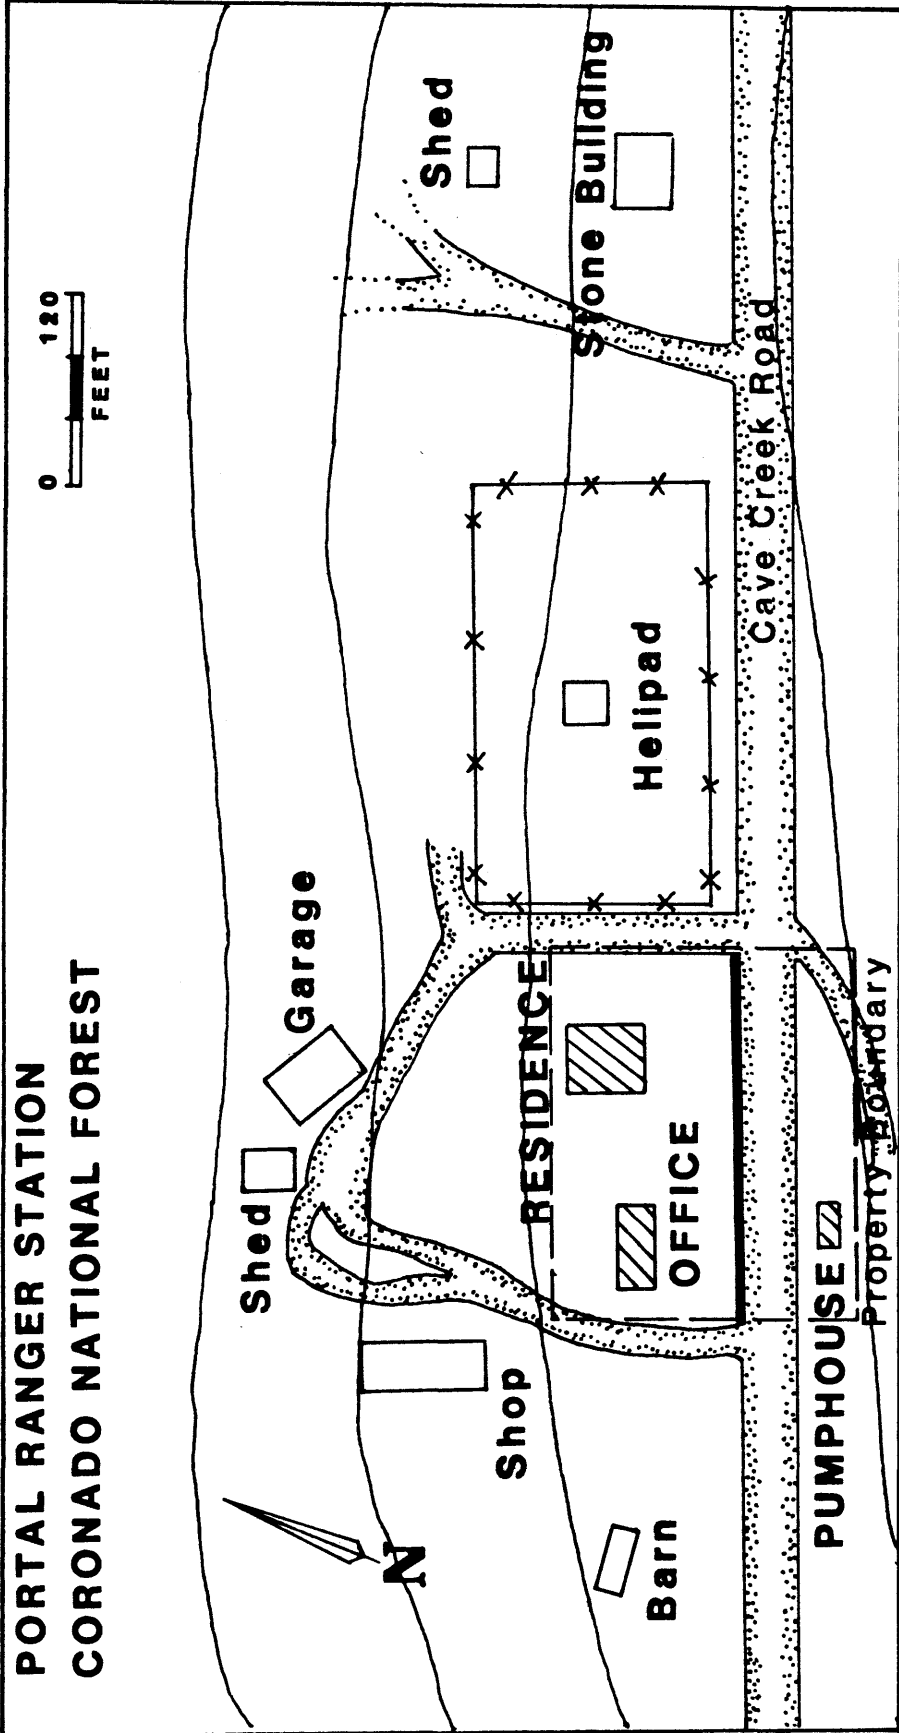 PORTAL RANGER STATION
CORONADO NATIONAL FOREST
0 120
FEET
N
Shed
Garage
Shed
Shop
Barn
RESIDENCE
OFFICE
PUMPHOUSE
Property Boundary
Helipad
Cave Creek Road
Stone Building